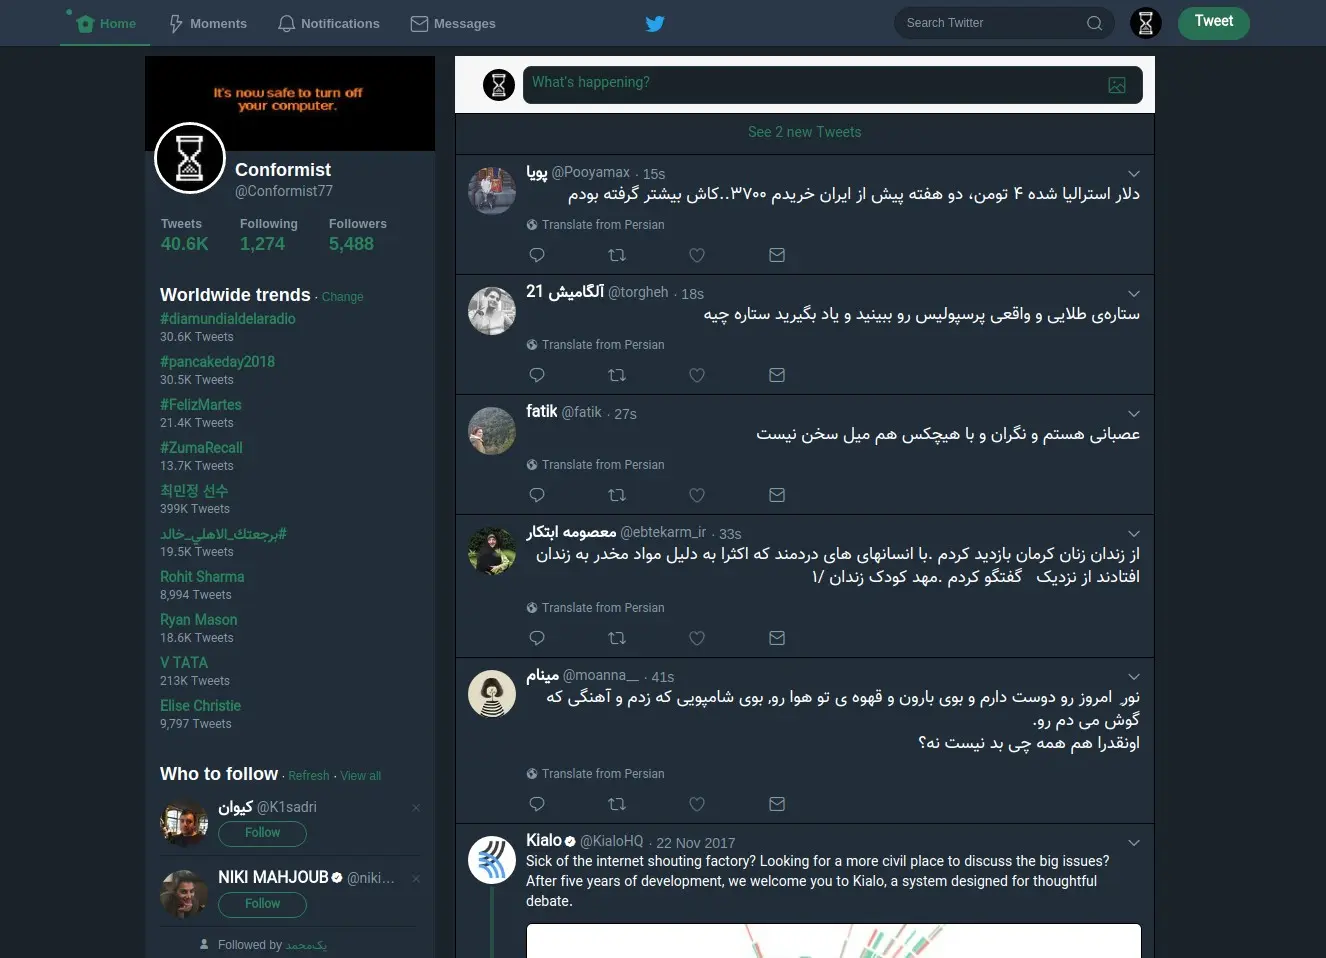 Home
Moments
Notifications
Messages
Search Twitter
Tweet
It's now safe to turn off
your computer.
Conformist
@Conformist77
Tweets Following Followers
40.6K 1,274 5,488
Worldwide trends · Change
#diamundialdelaradio
30.6K Tweets
#pancakeday2018
30.5K Tweets
#FelizMartes
21.4K Tweets
#ZumaRecall
13.7K Tweets
최민정 선수
399K Tweets
#برجعتك_الاهلي_خالد
19.5K Tweets
Rohit Sharma
8,994 Tweets
Ryan Mason
18.6K Tweets
V TATA
213K Tweets
Elise Christie
9,797 Tweets
Who to follow · Refresh · View all
کیوان @K1sadri
Follow
NIKI MAHJOUB @niki...
Follow
Followed by یک‌محمد
What's happening?
See 2 new Tweets
پویا @Pooyamax · 15s
دلار استرالیا شده ۴ تومن، دو هفته پیش از ایران خریدم ۳۷۰۰..کاش بیشتر گرفته بودم
Translate from Persian
آلگامیش 21 @torgheh · 18s
ستاره‌ی طلایی و واقعی پرسپولیس رو ببینید و یاد بگیرید ستاره چیه
Translate from Persian
fatik @fatik · 27s
عصبانی هستم و نگران و با هیچکس هم میل سخن نیست
Translate from Persian
معصومه ابتکار @ebtekarm_ir · 33s
از زندان زنان کرمان بازدید کردم .با انسانهای های دردمند که اکثرا به دلیل مواد مخدر به زندان
افتادند از نزدیک گفتگو کردم .مهد کودک زندان /۱
Translate from Persian
مینام @moanna__ · 41s
نورِ امروز رو دوست دارم و بوی بارون و قهوه ی تو هوا رو, بوی شامپویی که زدم و آهنگی که
گوش می دم رو.
اونقدرا هم همه چی بد نیست نه؟
Translate from Persian
Kialo @KialoHQ · 22 Nov 2017
Sick of the internet shouting factory? Looking for a more civil place to discuss the big issues?
After five years of development, we welcome you to Kialo, a system designed for thoughtful
debate.